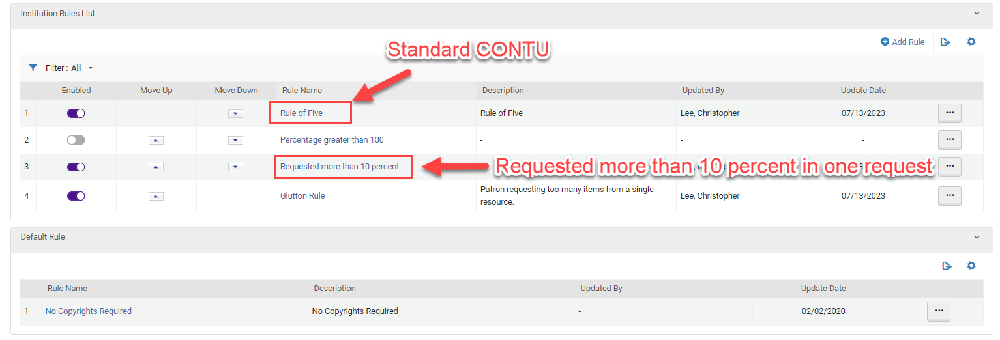 Institution Rules List
Standard CONTU
Add Rule
Filter : All
Enabled Move Up Move Down Rule Name Description Updated By Update Date
1 Rule of Five Rule of Five Lee, Christopher 07/13/2023
2 Percentage greater than 100 - - -
3 Requested more than 10 percent Requested more than 10 percent in one request
4 Glutton Rule Patron requesting too many items from a single Lee, Christopher 07/13/2023
resource.
Default Rule
Rule Name Description Updated By Update Date
1 No Copyrights Required No Copyrights Required - 02/02/2020